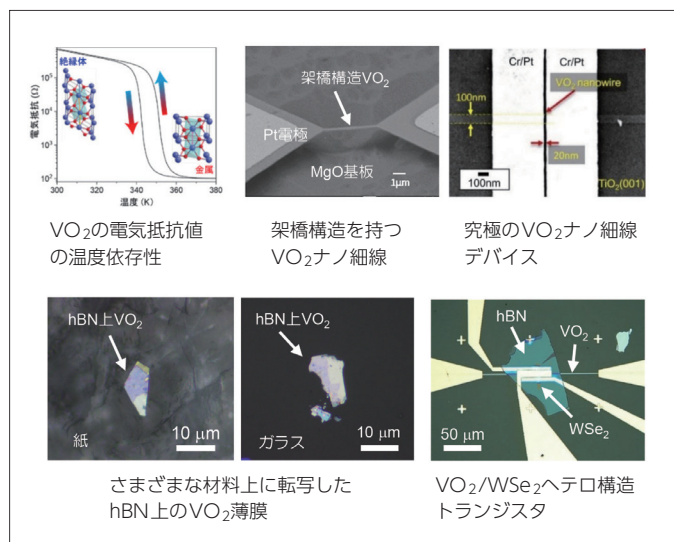 絶縁体
電気抵抗 (Ω)
10⁵
10⁴
10³
10²
金属
300 320 340 360 380
温度 (K)
VO₂の電気抵抗値
の温度依存性
架橋構造VO₂
Pt電極
MgO基板
1μm
架橋構造を持つ
VO₂ナノ細線
Cr/Pt Cr/Pt
VO₂ nanowire
100nm
20nm
100nm
TiO₂(001)
究極のVO₂ナノ細線
デバイス
hBN上VO₂
紙
10 μm
hBN上VO₂
ガラス
10 μm
さまざまな材料上に転写した
hBN上のVO₂薄膜
hBN
VO₂
WSe₂
50 μm
VO₂/WSe₂ヘテロ構造
トランジスタ